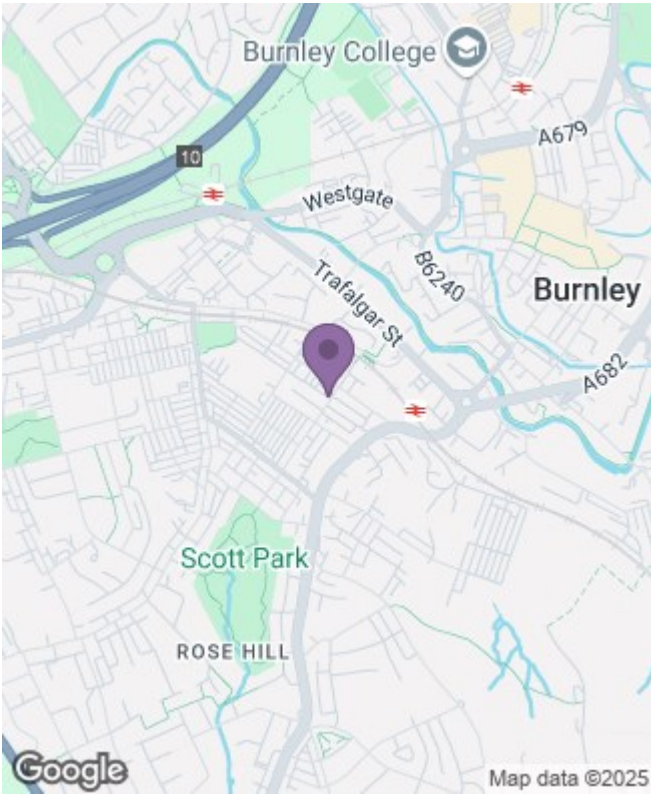 Burnley College
A679
10
Westgate
Trafalgar St
B6240
Burnley
A682
Scott Park
ROSE HILL
Google
Map data ©2025